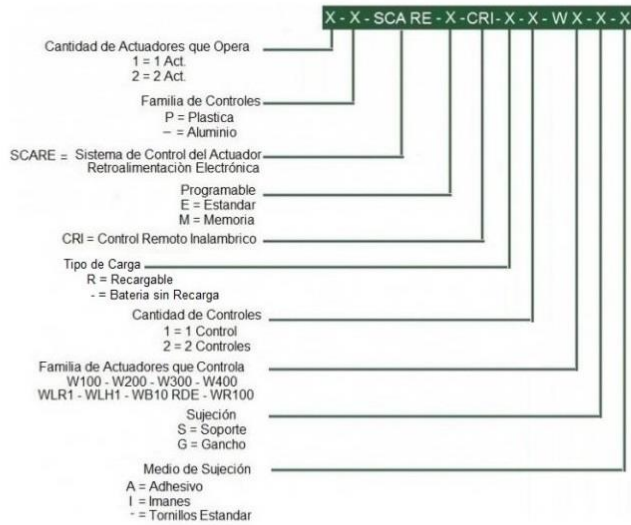 X - X - SCARE - X - CRI - X - X - W X - X - X
Cantidad de Actuadores que Opera
1 = 1 Act.
2 = 2 Act.
Familia de Controles
P = Plastica
– = Aluminio
SCARE = Sistema de Control del Actuador
Retroalimentaciòn Electrónica
Programable
E = Estandar
M = Memoria
CRI = Control Remoto Inalambrico
Tipo de Carga
R = Recargable
- = Bateria sin Recarga
Cantidad de Controles
1 = 1 Control
2 = 2 Controles
Familia de Actuadores que Controla
W100 - W200 - W300 - W400
WLR1 - WLH1 - WB10 RDE - WR100
Sujeción
S = Soporte
G = Gancho
Medio de Sujeción
A = Adhesivo
I = Imanes
- = Tornillos Estandar